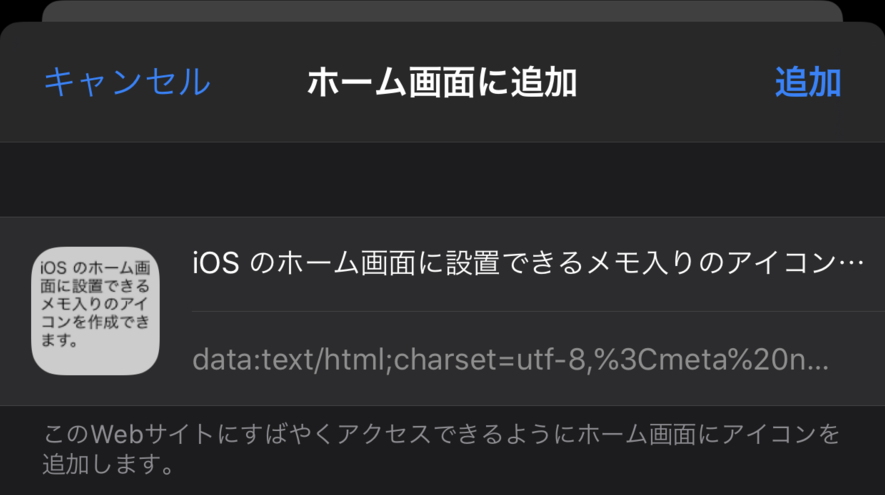 キャンセル ホーム画面に追加 追加
iOS のホーム画
面に設置できる
メモ入りのアイ
コンを作成でき
ます。
iOS のホーム画面に設置できるメモ入りのアイコン…
data:text/html;charset=utf-8,%3Cmeta%20n...
このWebサイトにすばやくアクセスできるようにホーム画面にアイコンを
追加します。